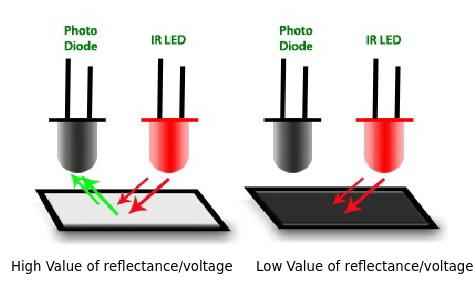 Photo
Diode
IR LED
Photo
Diode
IR LED
High Value of reflectance/voltage
Low Value of reflectance/voltage